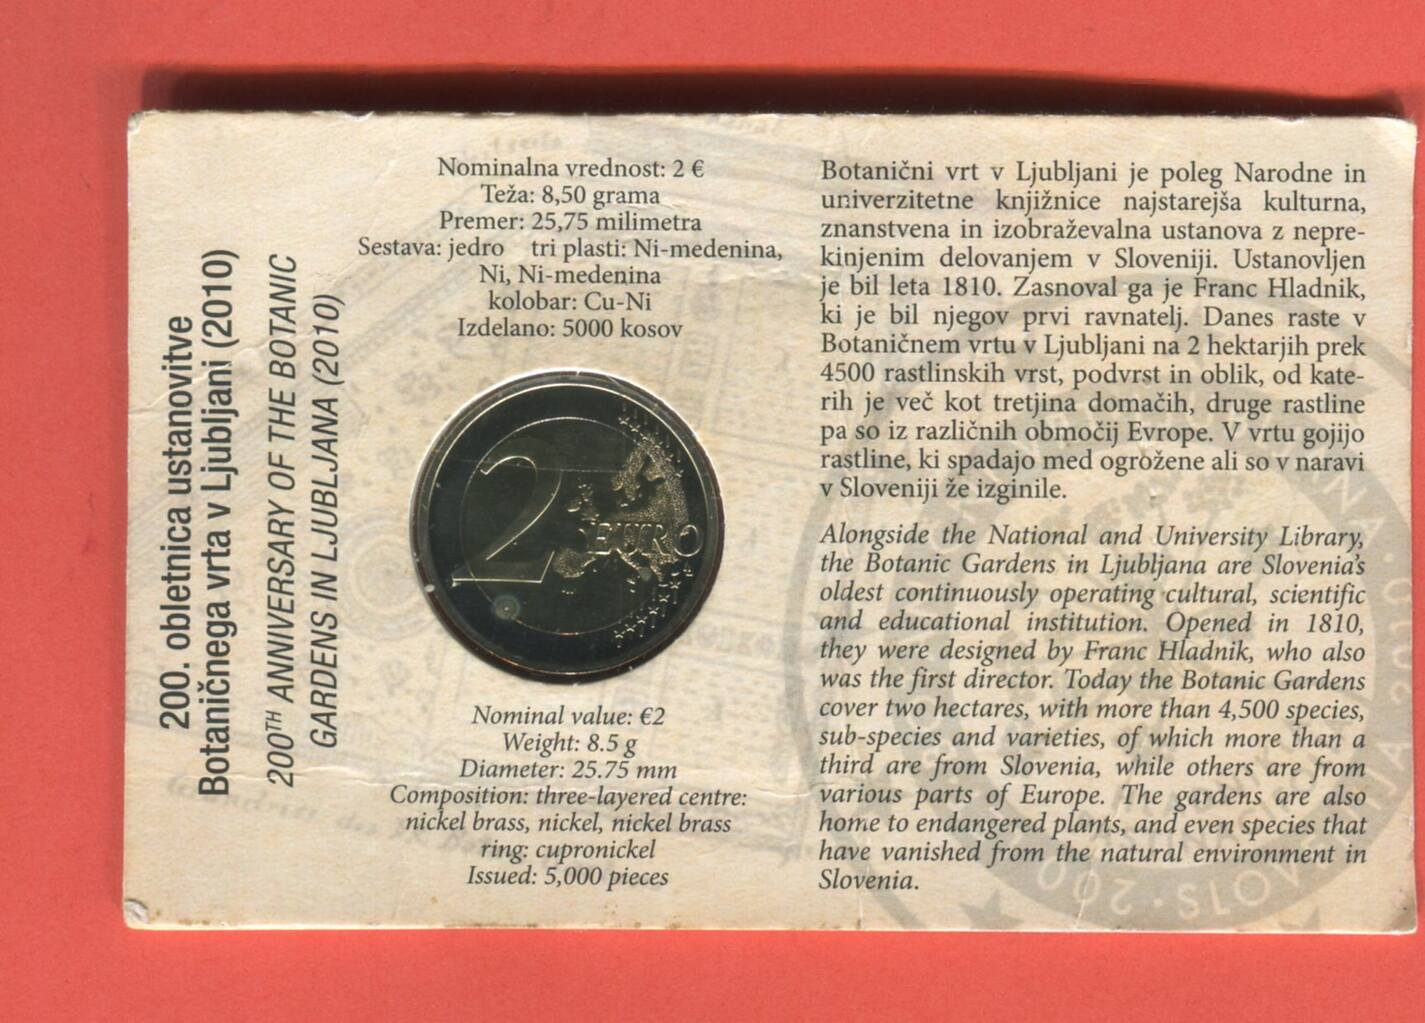 200. obletnica ustanovitve
Botaničnega vrta v Ljubljani (2010)
200TH ANNIVERSARY OF THE BOTANIC
GARDENS IN LJUBLJANA (2010)
Nominalna vrednost: 2 €
Teža: 8,50 grama
Premer: 25,75 milimetra
Sestava: jedro tri plasti: Ni-medenina,
Ni, Ni-medenina
kolobar: Cu-Ni
Izdelano: 5000 kosov
2 EURO
Nominal value: €2
Weight: 8.5 g
Diameter: 25.75 mm
Composition: three-layered centre:
nickel brass, nickel, nickel brass
ring: cupronickel
Issued: 5,000 pieces
Botanični vrt v Ljubljani je poleg Narodne in
univerzitetne knjižnice najstarejša kulturna,
znanstvena in izobraževalna ustanova z nepre-
kinjenim delovanjem v Sloveniji. Ustanovljen
je bil leta 1810. Zasnoval ga je Franc Hladnik,
ki je bil njegov prvi ravnatelj. Danes raste v
Botaničnem vrtu v Ljubljani na 2 hektarjih prek
4500 rastlinskih vrst, podvrst in oblik, od kate-
rih je več kot tretjina domačih, druge rastline
pa so iz različnih območij Evrope. V vrtu gojijo
rastline, ki spadajo med ogrožene ali so v naravi
v Sloveniji že izginile.
Alongside the National and University Library,
the Botanic Gardens in Ljubljana are Slovenia's
oldest continuously operating cultural, scientific
and educational institution. Opened in 1810,
they were designed by Franc Hladnik, who also
was the first director. Today the Botanic Gardens
cover two hectares, with more than 4,500 species,
sub-species and varieties, of which more than a
third are from Slovenia, while others are from
various parts of Europe. The gardens are also
home to endangered plants, and even species that
have vanished from the natural environment in
Slovenia.